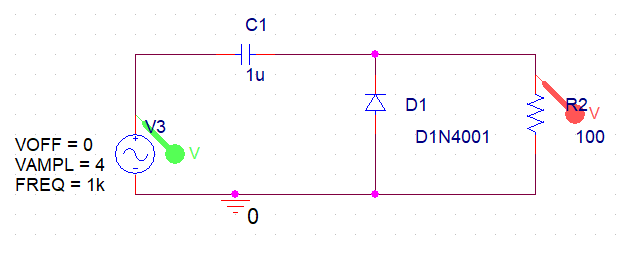 C1
1u
V3
V
VOFF = 0
VAMPL = 4
FREQ = 1k
D1
D1N4001
R2
V
100
0